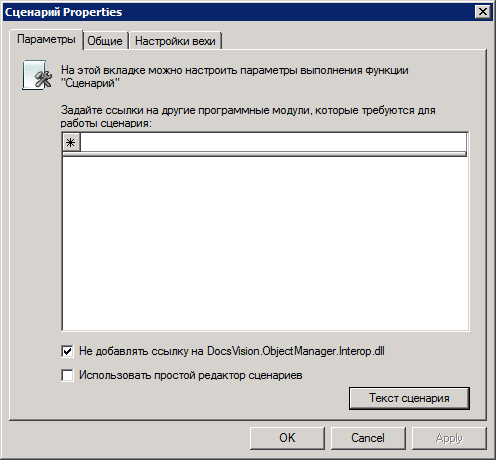 Сценарий Properties
Параметры Общие Настройки вехи
На этой вкладке можно настроить параметры выполнения функции
"Сценарий"
Задайте ссылки на другие программные модули, которые требуются для
работы сценария:
Не добавлять ссылку на DocsVision.ObjectManager.Interop.dll
Использовать простой редактор сценариев
Текст сценария
OK Cancel Apply